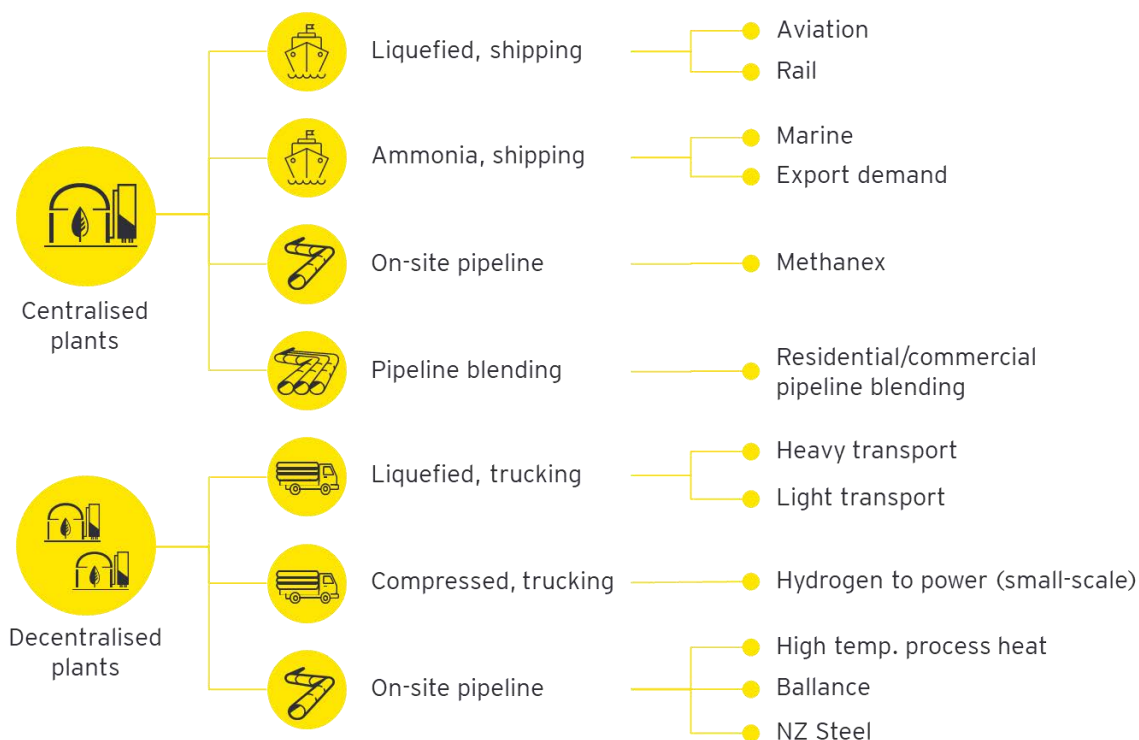 Liquefied, shipping
Aviation
Rail
Ammonia, shipping
Marine
Export demand
On-site pipeline
Methanex
Centralised
plants
Pipeline blending
Residential/commercial
pipeline blending
Liquefied, trucking
Heavy transport
Light transport
Compressed, trucking
Hydrogen to power (small-scale)
Decentralised
plants
On-site pipeline
High temp. process heat
Ballance
NZ Steel